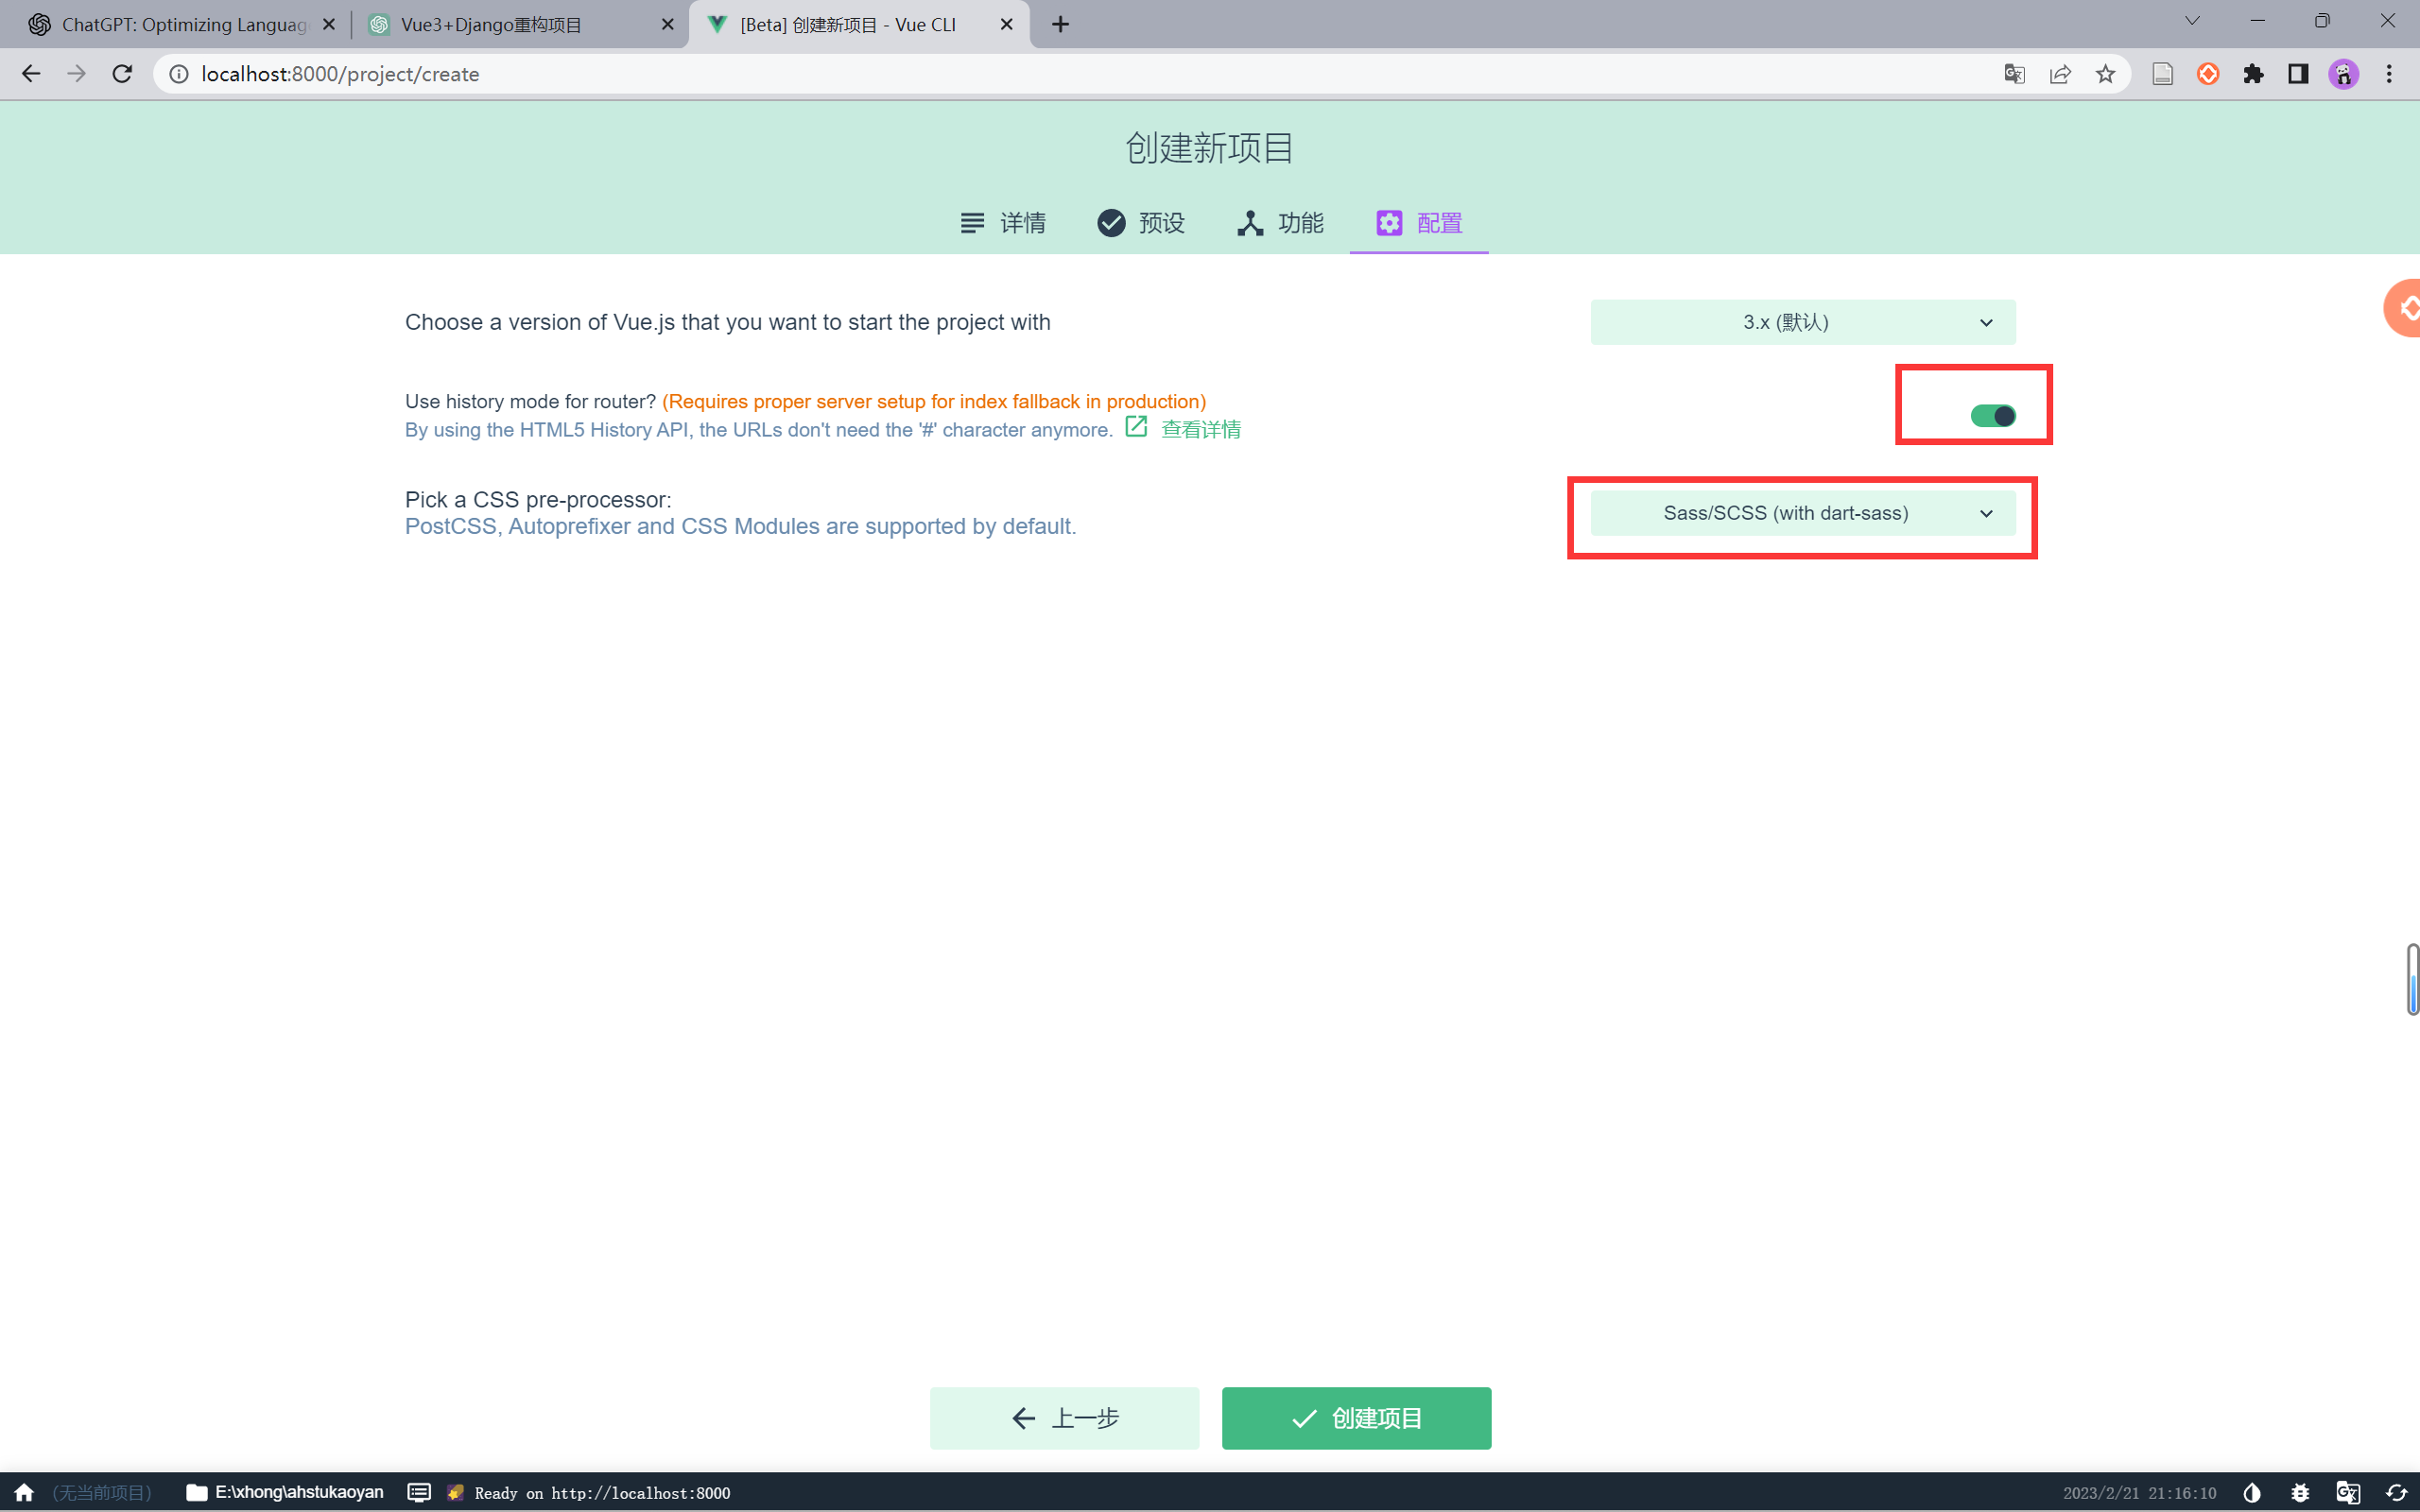 ChatGPT: Optimizing Languag
Vue3+Django重构项目
[Beta] 创建新项目 - Vue CLI
localhost:8000/project/create
创建新项目
详情
预设
功能
配置
Choose a version of Vue.js that you want to start the project with
3.x (默认)
Use history mode for router? (Requires proper server setup for index fallback in production)
By using the HTML5 History API, the URLs don't need the '#' character anymore. 查看详情
Pick a CSS pre-processor:
PostCSS, Autoprefixer and CSS Modules are supported by default.
Sass/SCSS (with dart-sass)
上一步
创建项目
(无当前项目)
E:\xhong\ahstukaoyan
Ready on http://localhost:8000
2023/2/21 21:16:10